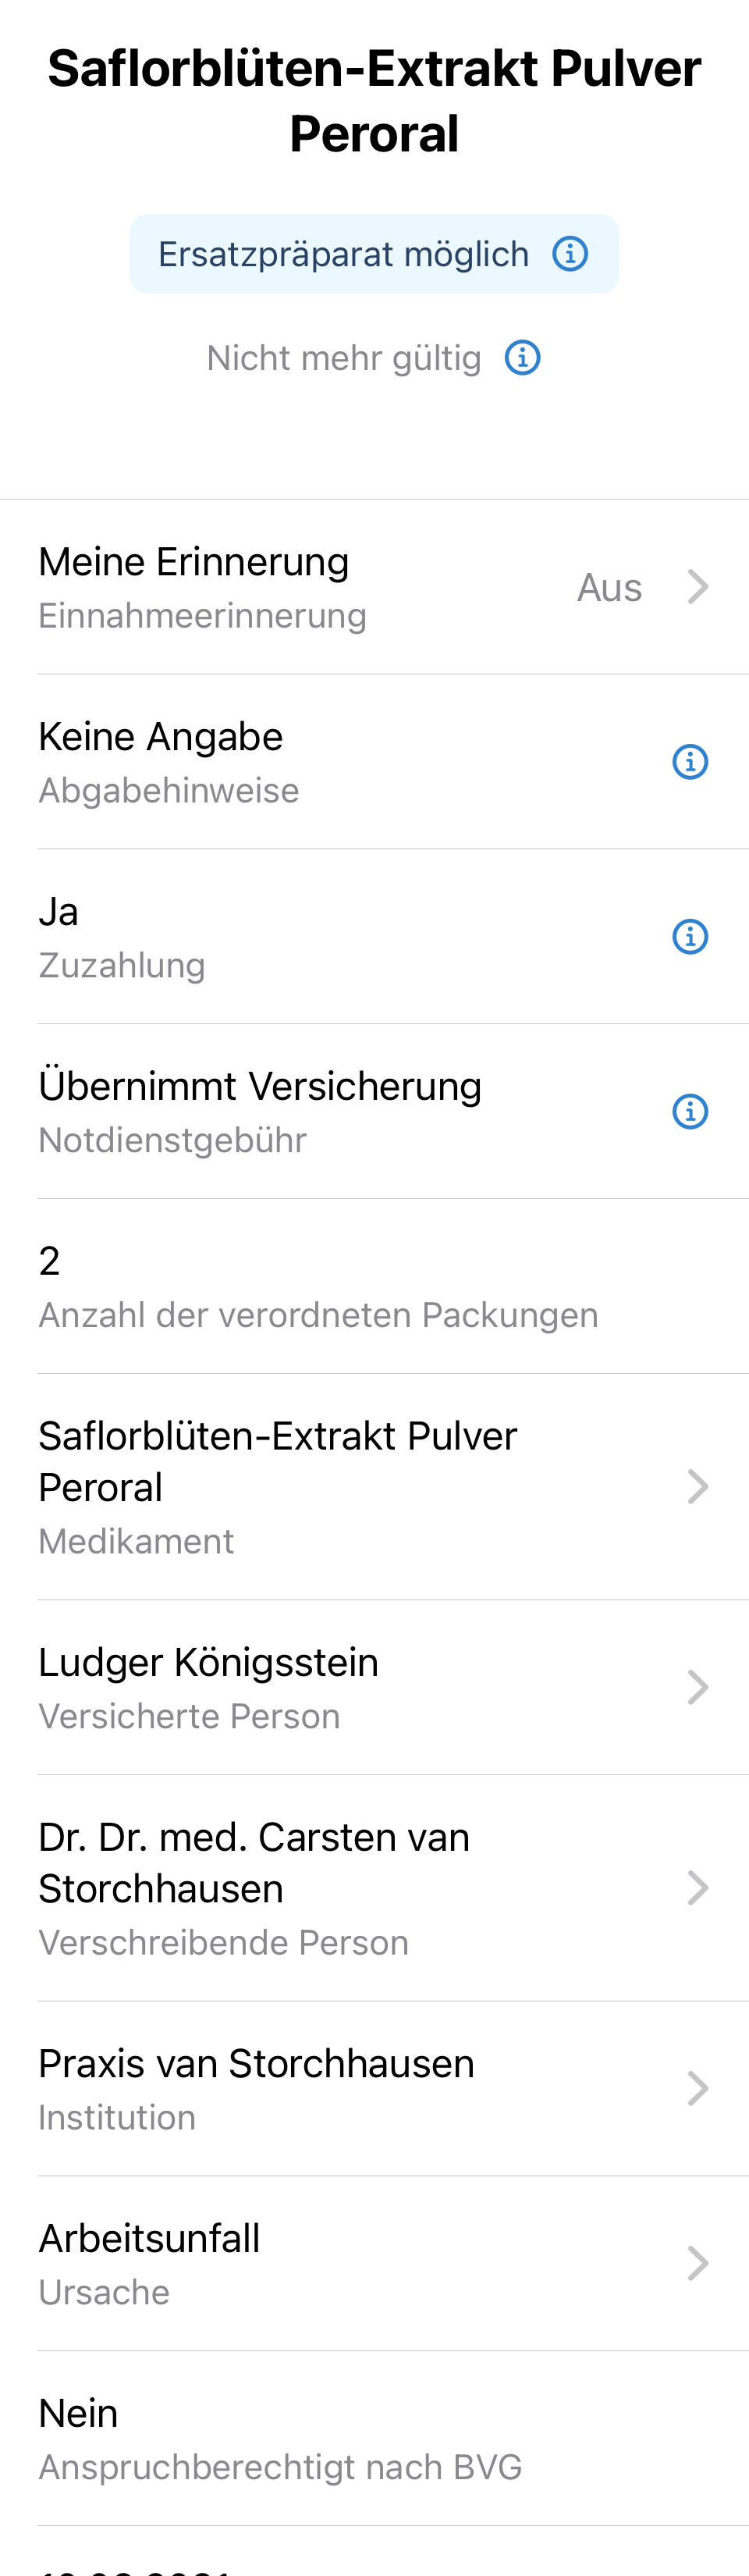 Saflorblüten-Extrakt Pulver
Peroral
Ersatzpräparat möglich
Nicht mehr gültig
Meine Erinnerung
Einnahmeerinnerung
Aus
Keine Angabe
Abgabehinweise
Ja
Zuzahlung
Übernimmt Versicherung
Notdienstgebühr
2
Anzahl der verordneten Packungen
Saflorblüten-Extrakt Pulver
Peroral
Medikament
Ludger Königsstein
Versicherte Person
Dr. Dr. med. Carsten van
Storchhausen
Verschreibende Person
Praxis van Storchhausen
Institution
Arbeitsunfall
Ursache
Nein
Anspruchberechtigt nach BVG